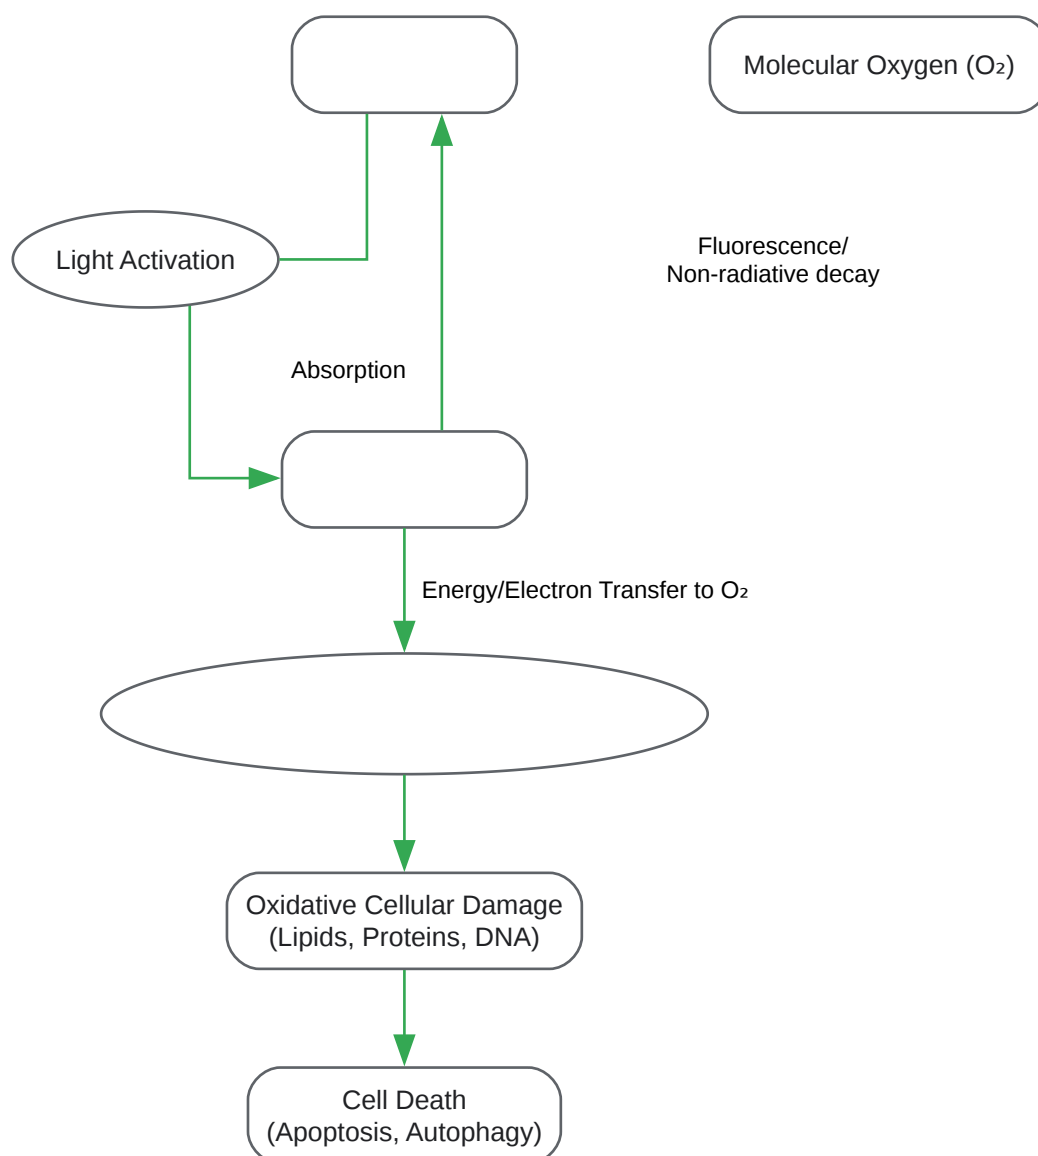 Molecular Oxygen (O₂)
Light Activation
Fluorescence/
Non-radiative decay
Absorption
Energy/Electron Transfer to O₂
Oxidative Cellular Damage
(Lipids, Proteins, DNA)
Cell Death
(Apoptosis, Autophagy)